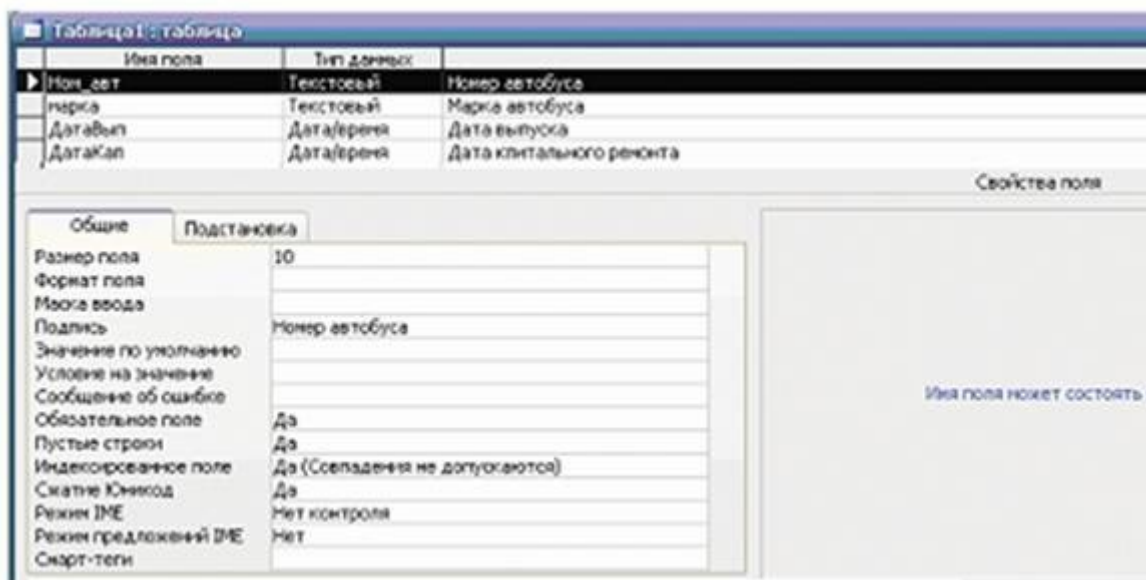 Таблица1 : таблица
Имя поля Тип данных
Ном_авт Текстовый Номер автобуса
марка Текстовый Марка автобуса
ДатаВып Дата/время Дата выпуска
ДатаКап Дата/время Дата кпитального ремонта
Свойства поля
Общие Подстановка
Размер поля 10
Формат поля
Маска ввода
Подпись Номер автобуса
Значение по умолчанию
Условие на значение
Сообщение об ошибке
Обязательное поле Да
Пустые строки Да
Индексированное поле Да (Совпадения не допускаются)
Сжатие Юникод Да
Режим IME Нет контроля
Режим предложений IME Нет
Смарт-теги
Имя поля может состоять